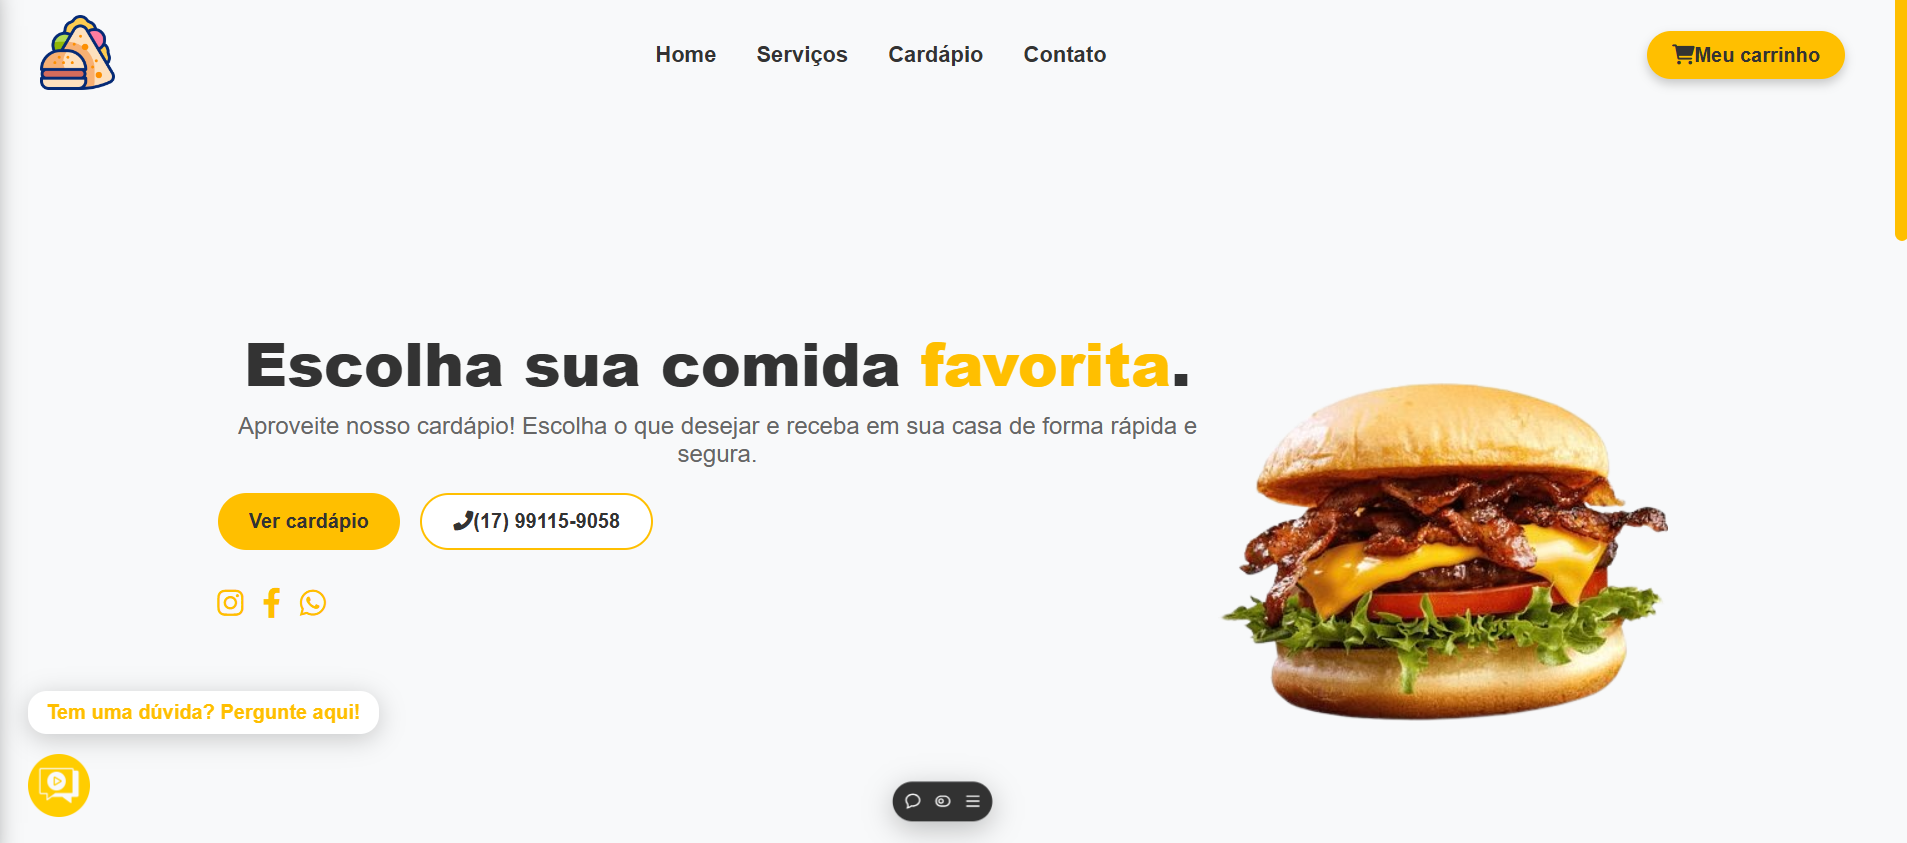 Home
Serviços
Cardápio
Contato
Meu carrinho
Escolha sua comida favorita.
Aproveite nosso cardápio! Escolha o que desejar e receba em sua casa de forma rápida e
segura.
Ver cardápio
(17) 99115-9058
Tem uma dúvida? Pergunte aqui!